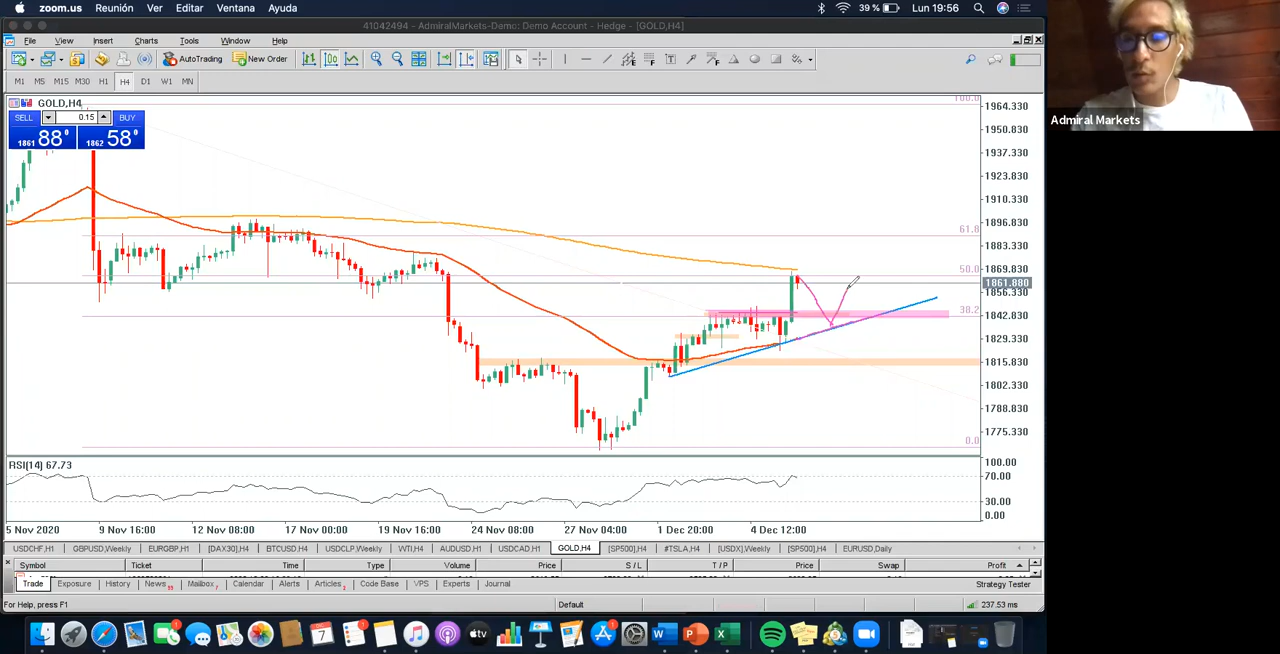 zoom.us Reunión Ver Editar Ventana Ayuda 39 % Lun 19:56
41042494 - AdmiralMarkets-Demo: Demo Account - Hedge - [GOLD,H4]
File View Insert Charts Tools Window Help
AutoTrading New Order
M1 M5 M15 M30 H1 H4 D1 W1 MN
GOLD,H4
SELL 0.15 BUY
1861 88 0 1862 58 0
100.0
61.8
50.0
38.2
0.0
1964.330
1950.830
1937.330
1923.830
1910.330
1896.830
1883.330
1869.830
1861.880
1856.330
1842.830
1829.330
1815.830
1802.330
1788.830
1775.330
RSI(14) 67.73
100.00
70.00
30.00
0.00
5 Nov 2020 9 Nov 16:00 12 Nov 08:00 17 Nov 00:00 19 Nov 16:00 24 Nov 08:00 27 Nov 04:00 1 Dec 20:00 4 Dec 12:00
USDCHF,H1 GBPUSD,Weekly EURGBP,H1 [DAX30],H4 BTCUSD,H4 USDCLP,Weekly WTI,H4 AUDUSD,H1 USDCAD,H1 GOLD,H4 [SP500],H4 #TSLA,H4 [USDX],Weekly [SP500],H4 EURUSD,Daily
Symbol Ticket Time Type Volume Price S / L T / P Price Swap Profit
Trade Exposure History News Mailbox Calendar Alerts Articles Code Base VPS Experts Journal Strategy Tester
For Help, press F1 Default 237.53 ms
Admiral Markets